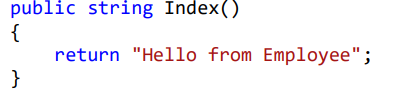 public string Index()
{
    return "Hello from Employee";
}